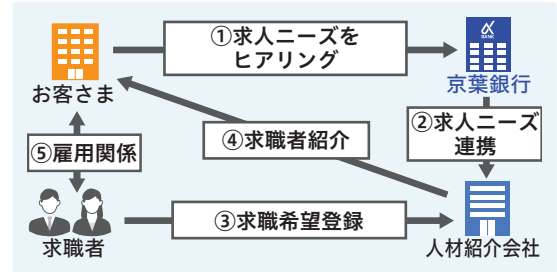 ①求人ニーズを
ヒアリング
α
BANK
お客さま
京葉銀行
②求人ニーズ
連携
④求職者紹介
⑤雇用関係
③求職希望登録
求職者
人材紹介会社